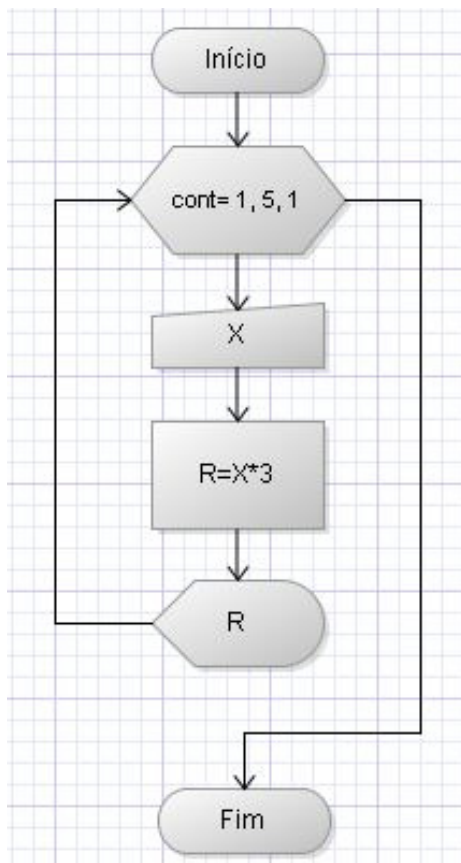 Início
cont= 1, 5, 1
X
R=X*3
R
Fim